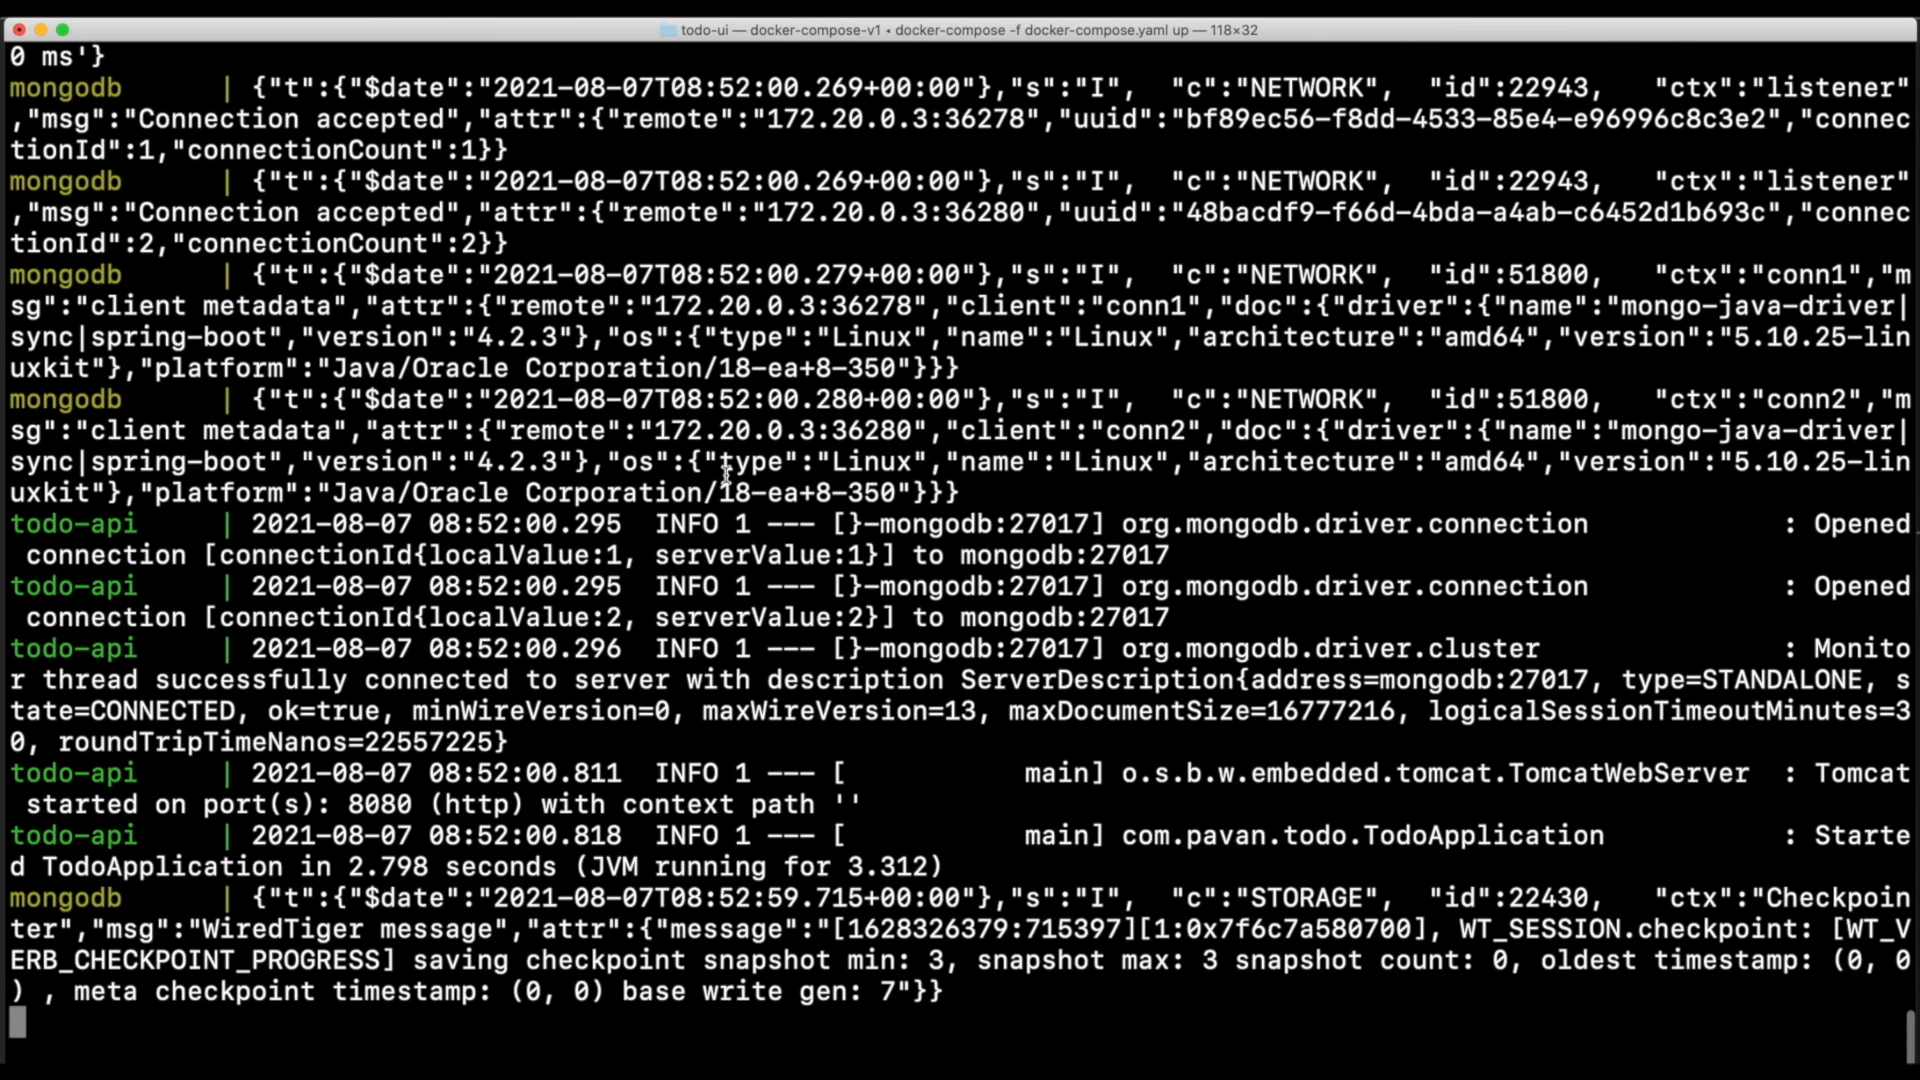 todo-ui — docker-compose-v1 ◂ docker-compose -f docker-compose.yaml up — 118×32
0 ms'}
mongodb      | {"t":{"$date":"2021-08-07T08:52:00.269+00:00"},"s":"I",  "c":"NETWORK",  "id":22943,   "ctx":"listener"
,"msg":"Connection accepted","attr":{"remote":"172.20.0.3:36278","uuid":"bf89ec56-f8dd-4533-85e4-e96996c8c3e2","connec
tionId":1,"connectionCount":1}}
mongodb      | {"t":{"$date":"2021-08-07T08:52:00.269+00:00"},"s":"I",  "c":"NETWORK",  "id":22943,   "ctx":"listener"
,"msg":"Connection accepted","attr":{"remote":"172.20.0.3:36280","uuid":"48bacdf9-f66d-4bda-a4ab-c6452d1b693c","connec
tionId":2,"connectionCount":2}}
mongodb      | {"t":{"$date":"2021-08-07T08:52:00.279+00:00"},"s":"I",  "c":"NETWORK",  "id":51800,   "ctx":"conn1","m
sg":"client metadata","attr":{"remote":"172.20.0.3:36278","client":"conn1","doc":{"driver":{"name":"mongo-java-driver|
sync|spring-boot","version":"4.2.3"},"os":{"type":"Linux","name":"Linux","architecture":"amd64","version":"5.10.25-lin
uxkit"},"platform":"Java/Oracle Corporation/18-ea+8-350"}}}
mongodb      | {"t":{"$date":"2021-08-07T08:52:00.280+00:00"},"s":"I",  "c":"NETWORK",  "id":51800,   "ctx":"conn2","m
sg":"client metadata","attr":{"remote":"172.20.0.3:36280","client":"conn2","doc":{"driver":{"name":"mongo-java-driver|
sync|spring-boot","version":"4.2.3"},"os":{"type":"Linux","name":"Linux","architecture":"amd64","version":"5.10.25-lin
uxkit"},"platform":"Java/Oracle Corporation/18-ea+8-350"}}}
todo-api     | 2021-08-07 08:52:00.295  INFO 1 --- [}-mongodb:27017] org.mongodb.driver.connection            : Opened
 connection [connectionId{localValue:1, serverValue:1}] to mongodb:27017
todo-api     | 2021-08-07 08:52:00.295  INFO 1 --- [}-mongodb:27017] org.mongodb.driver.connection            : Opened
 connection [connectionId{localValue:2, serverValue:2}] to mongodb:27017
todo-api     | 2021-08-07 08:52:00.296  INFO 1 --- [}-mongodb:27017] org.mongodb.driver.cluster               : Monito
r thread successfully connected to server with description ServerDescription{address=mongodb:27017, type=STANDALONE, s
tate=CONNECTED, ok=true, minWireVersion=0, maxWireVersion=13, maxDocumentSize=16777216, logicalSessionTimeoutMinutes=3
0, roundTripTimeNanos=22557225}
todo-api     | 2021-08-07 08:52:00.811  INFO 1 --- [           main] o.s.b.w.embedded.tomcat.TomcatWebServer  : Tomcat
 started on port(s): 8080 (http) with context path ''
todo-api     | 2021-08-07 08:52:00.818  INFO 1 --- [           main] com.pavan.todo.TodoApplication           : Starte
d TodoApplication in 2.798 seconds (JVM running for 3.312)
mongodb      | {"t":{"$date":"2021-08-07T08:52:59.715+00:00"},"s":"I",  "c":"STORAGE",  "id":22430,   "ctx":"Checkpoin
ter","msg":"WiredTiger message","attr":{"message":"[1628326379:715397][1:0x7f6c7a580700], WT_SESSION.checkpoint: [WT_V
ERB_CHECKPOINT_PROGRESS] saving checkpoint snapshot min: 3, snapshot max: 3 snapshot count: 0, oldest timestamp: (0, 0
) , meta checkpoint timestamp: (0, 0) base write gen: 7"}}